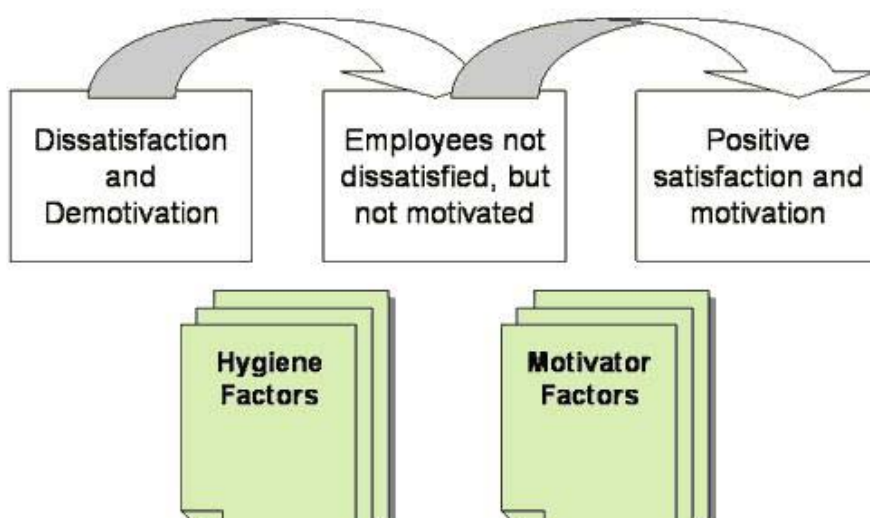 Dissatisfaction
and
Demotivation
Employees not
dissatisfied, but
not motivated
Positive
satisfaction and
motivation
Hygiene
Factors
Motivator
Factors